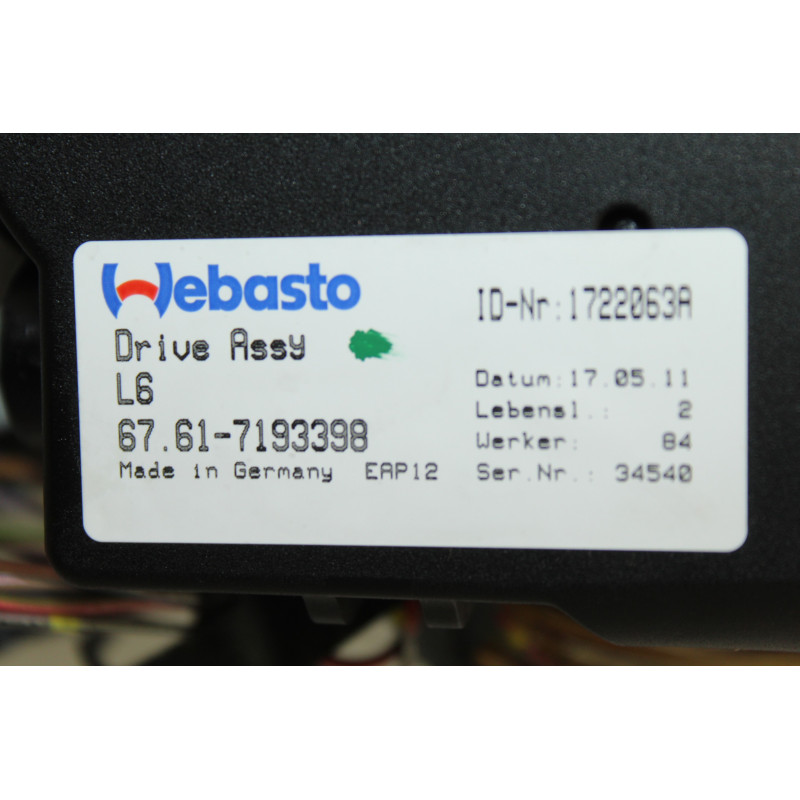 Webasto
Drive Assy
L6
67.61-7193398
Made in Germany EAP12
ID-Nr:1722063A
Datum:17.05.11
Lebensl.: 2
Werker: 84
Ser.Nr.: 34540